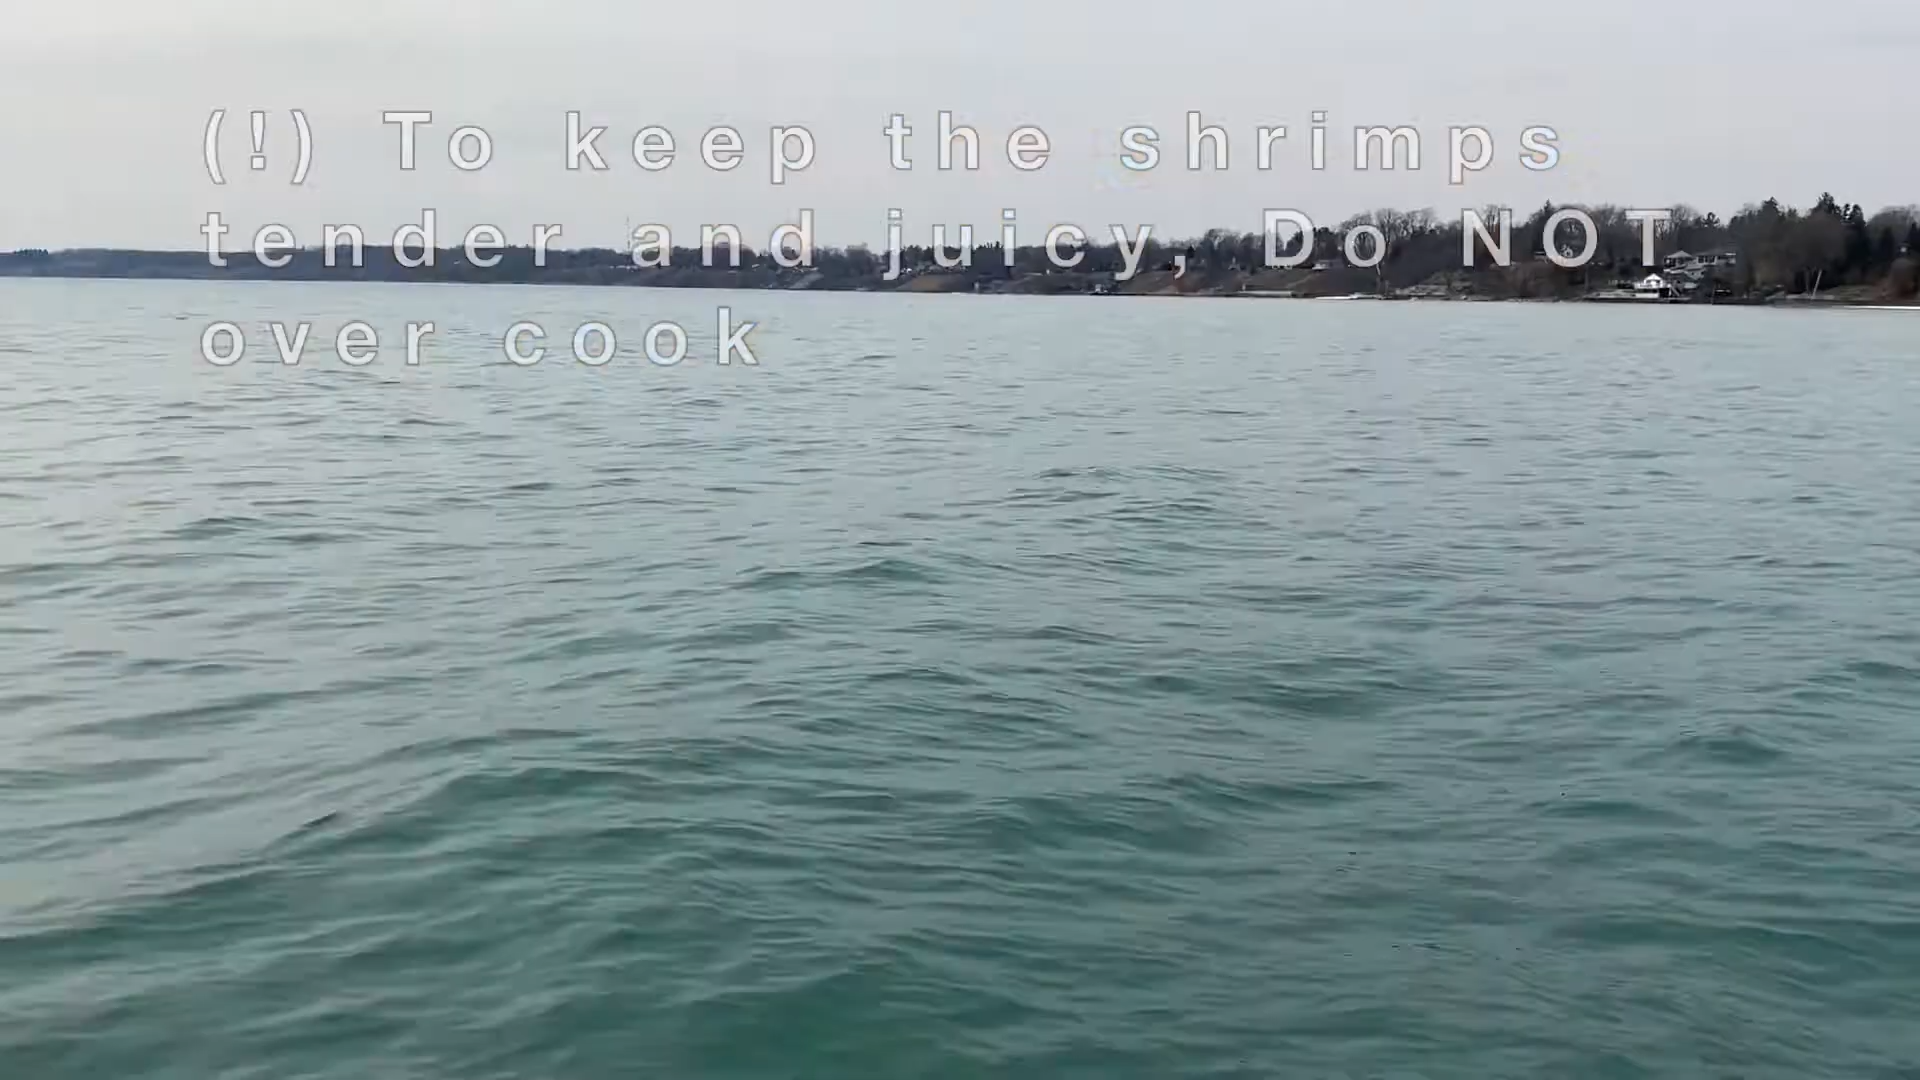 (!) To keep the shrimps
tender and juicy, Do NOT
over cook